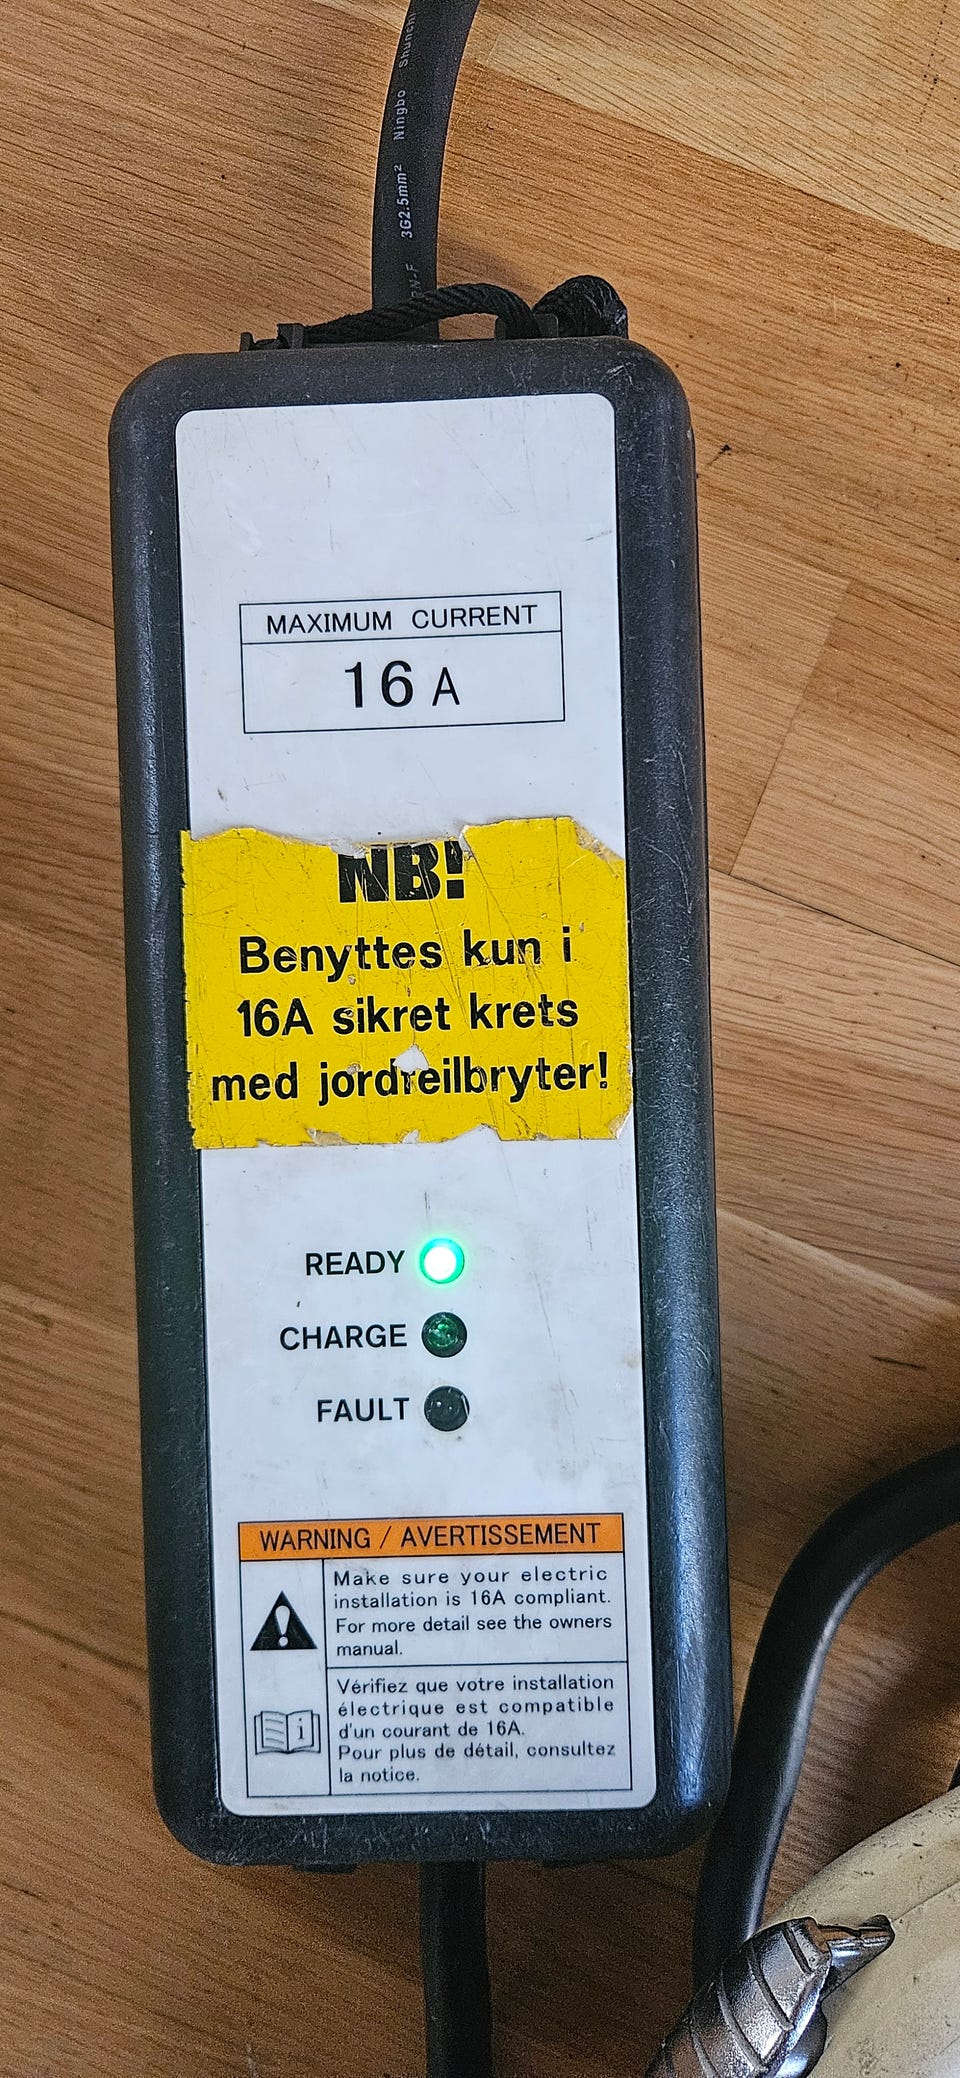 3G2.5mm² Ningbo
MAXIMUM CURRENT
16 A
NB!
Benyttes kun i
16A sikret krets
med jordfeilbryter!
READY
CHARGE
FAULT
WARNING / AVERTISSEMENT
Make sure your electric
installation is 16A compliant.
For more detail see the owners
manual.
Vérifiez que votre installation
électrique est compatible
d'un courant de 16A.
Pour plus de détail, consultez
la notice.